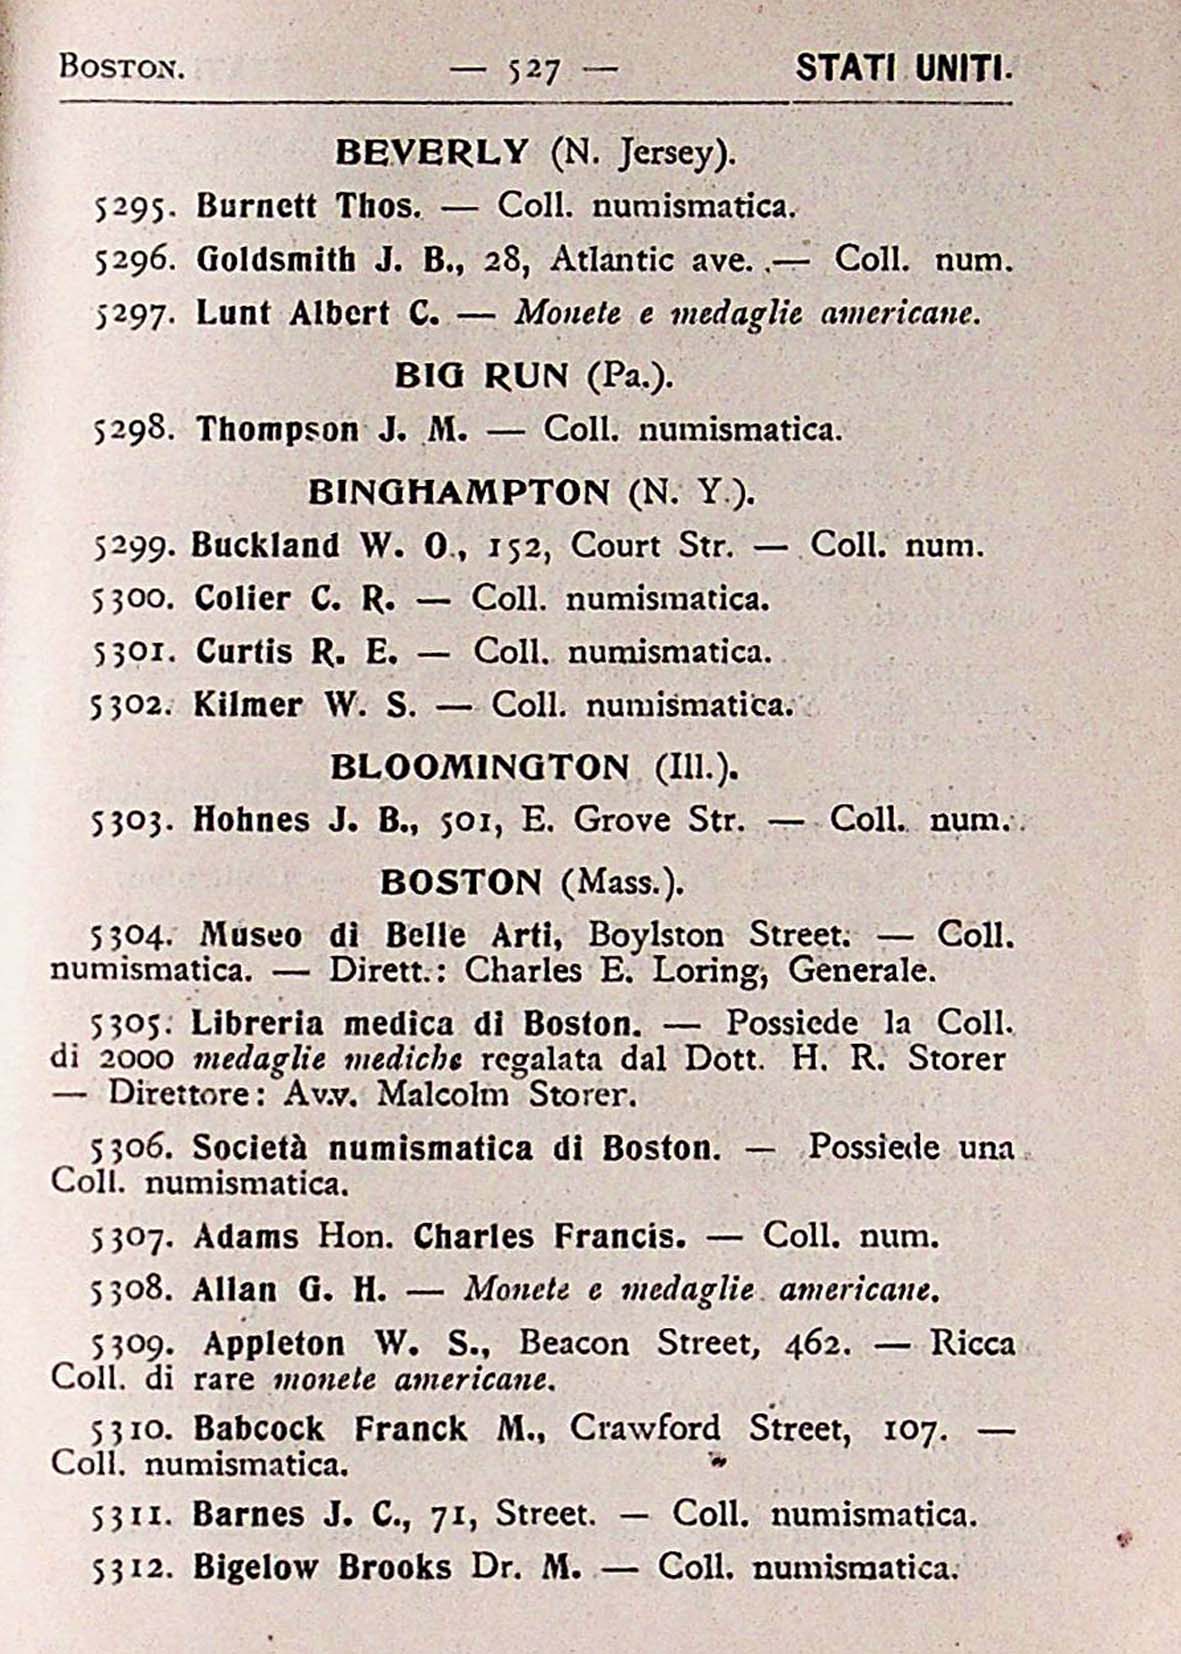 Boston. — 527 — STATI UNITI.
BEVERLY (N. Jersey).
5295. Burnett Thos. — Coll. numismatica.
5296. Goldsmith J. B., 28, Atlantic ave. — Coll. num.
5297. Lunt Albert C. — Monete e medaglie americane.
BIG RUN (Pa.).
5298. Thompson J. M. — Coll. numismatica.
BINGHAMPTON (N. Y.).
5299. Buckland W. O., 152, Court Str. — Coll. num.
5300. Colier C. R. — Coll. numismatica.
5301. Curtis R. E. — Coll. numismatica.
5302. Kilmer W. S. — Coll. numismatica.
BLOOMINGTON (Ill.).
5303. Hohnes J. B., 501, E. Grove Str. — Coll. num.
BOSTON (Mass.).
5304. Museo di Belle Arti, Boylston Street. — Coll.
numismatica. — Dirett.: Charles E. Loring, Generale.
5305. Libreria medica di Boston. — Possiede la Coll.
di 2000 medaglie mediche regalata dal Dott. H. R. Storer
— Direttore: Avv. Malcolm Storer.
5306. Società numismatica di Boston. — Possiede una
Coll. numismatica.
5307. Adams Hon. Charles Francis. — Coll. num.
5308. Allan G. H. — Monete e medaglie americane.
5309. Appleton W. S., Beacon Street, 462. — Ricca
Coll. di rare monete americane.
5310. Babcock Franck M., Crawford Street, 107. —
Coll. numismatica.
5311. Barnes J. C., 71, Street. — Coll. numismatica.
5312. Bigelow Brooks Dr. M. — Coll. numismatica.